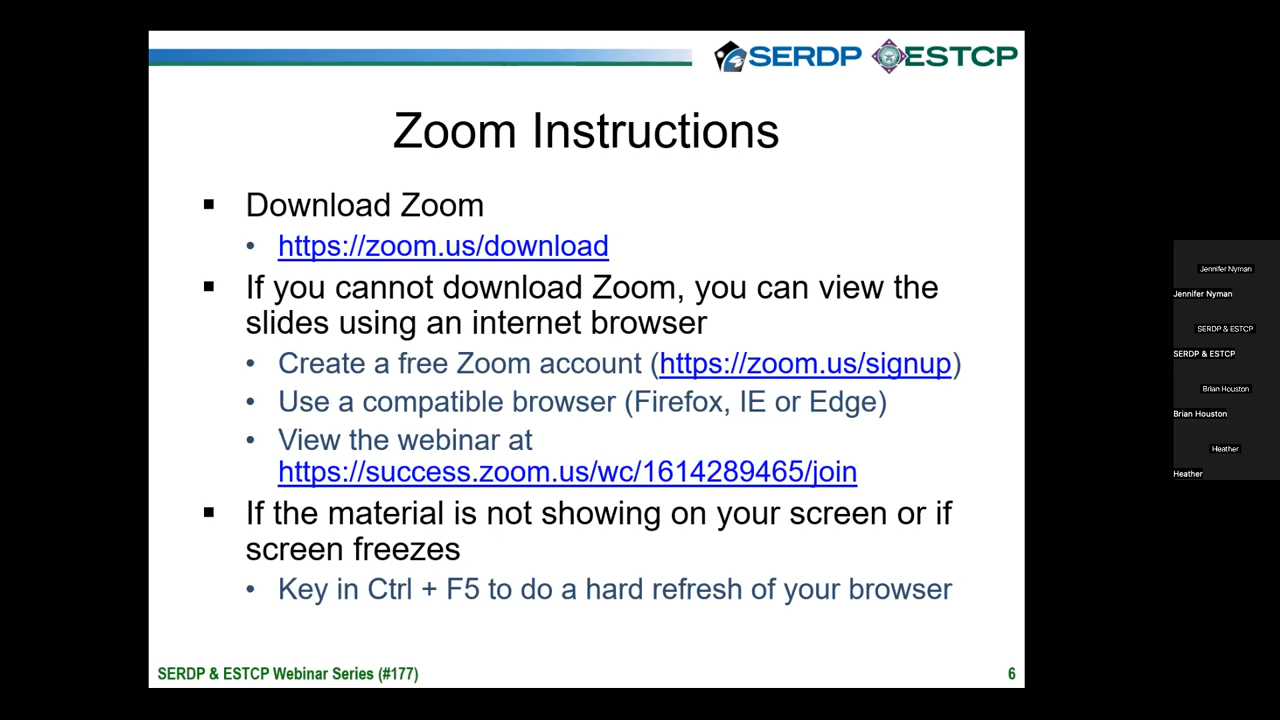 SERDP ESTCP
Zoom Instructions
▪ Download Zoom
• https://zoom.us/download
▪ If you cannot download Zoom, you can view the
slides using an internet browser
• Create a free Zoom account (https://zoom.us/signup)
• Use a compatible browser (Firefox, IE or Edge)
• View the webinar at
https://success.zoom.us/wc/1614289465/join
▪ If the material is not showing on your screen or if
screen freezes
• Key in Ctrl + F5 to do a hard refresh of your browser
SERDP & ESTCP Webinar Series (#177)
6
Jennifer Nyman
Jennifer Nyman
SERDP & ESTCP
SERDP & ESTCP
Brian Houston
Brian Houston
Heather
Heather